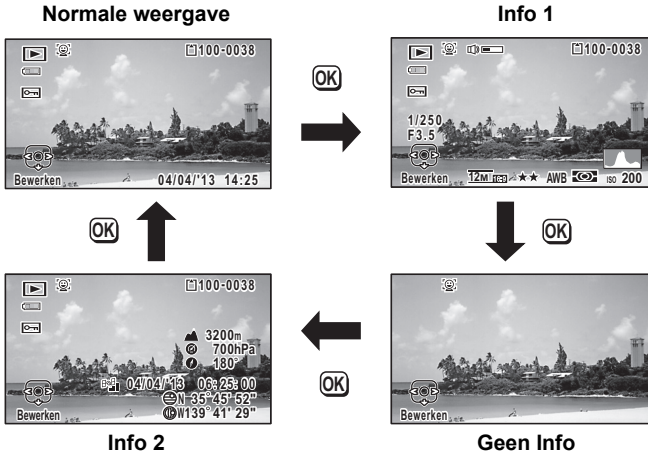 Normale weergave
100-0038
Bewerken
04/04/'13 14:25
OK
Info 1
100-0038
1/250
F3.5
Bewerken
12M 16:9 ★★ AWB ISO 200
OK
Geen Info
Bewerken
OK
Info 2
100-0038
3200m
700hPa
180°
04/04/'13 06:25:00
N 35°45' 52"
W139°41' 29"
Bewerken
OK